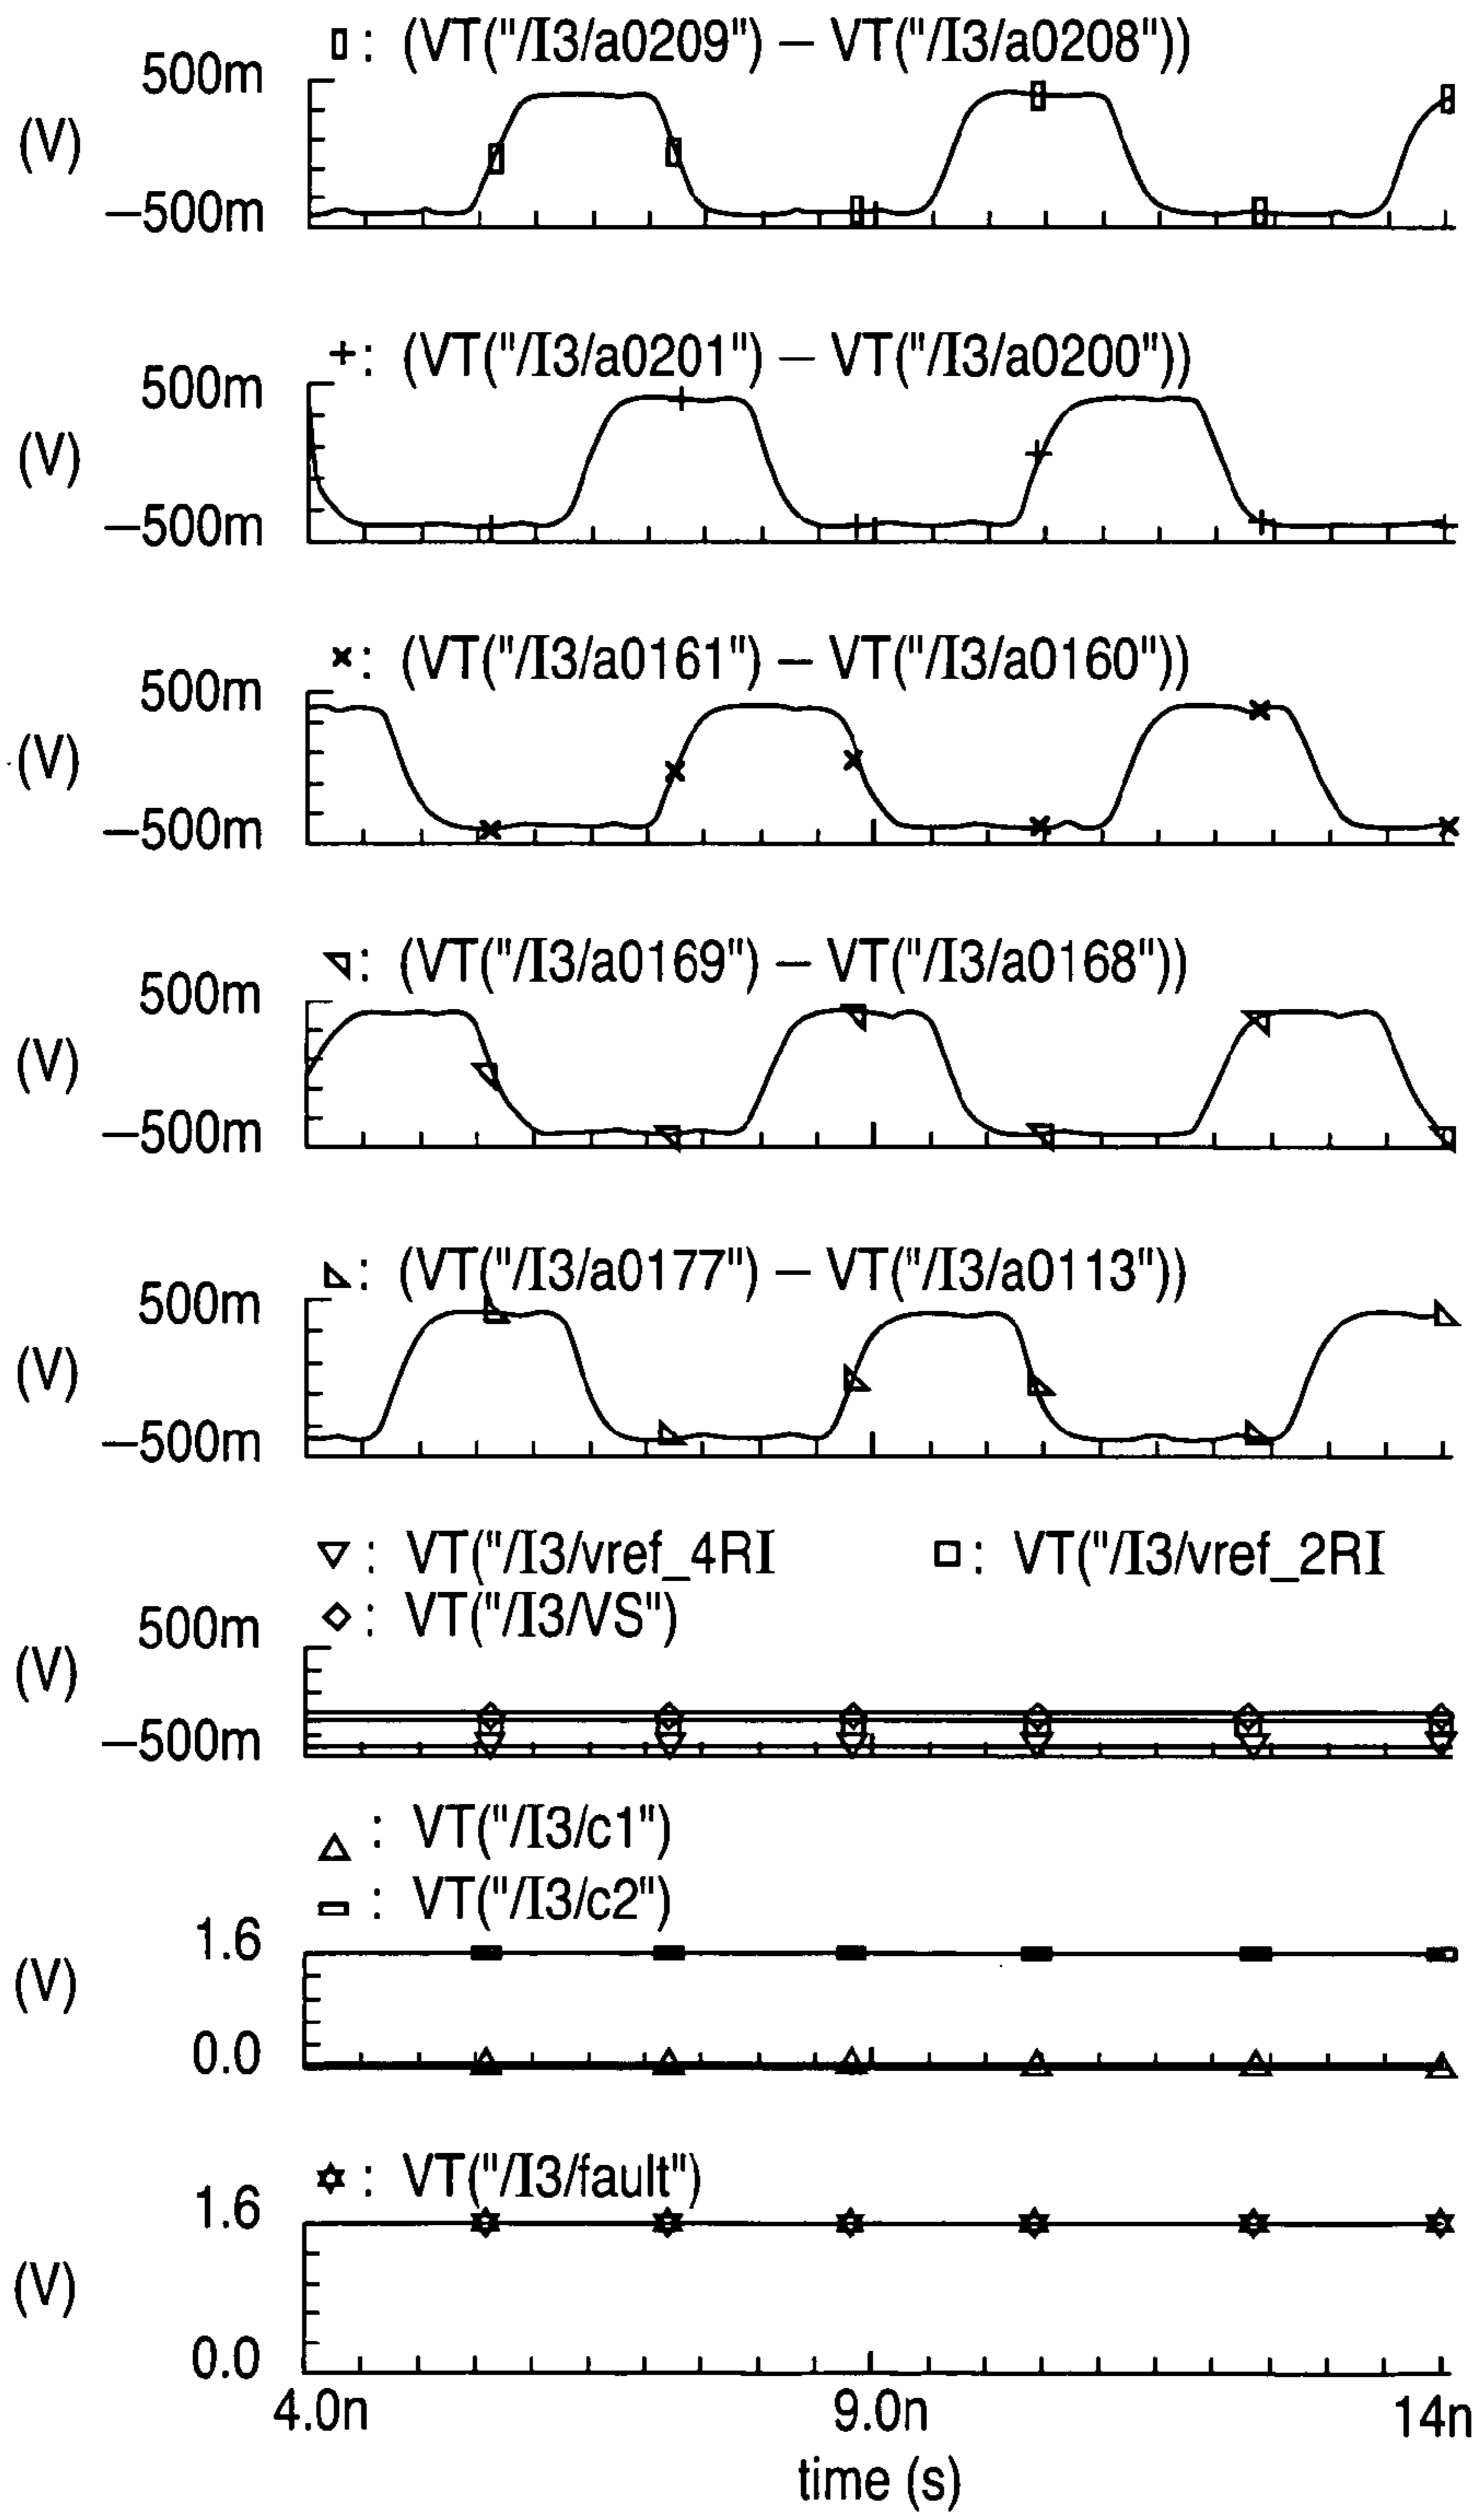 ▯ : (VT("/I3/a0209") — VT("/I3/a0208"))
500m
(V)
—500m
+ : (VT("/I3/a0201") — VT("/I3/a0200"))
500m
(V)
—500m
× : (VT("/I3/a0161") — VT("/I3/a0160"))
500m
(V)
—500m
: (VT("/I3/a0169") — VT("/I3/a0168"))
500m
(V)
—500m
: (VT("/I3/a0177") — VT("/I3/a0113"))
500m
(V)
—500m
▽ : VT("/I3/vref_4RI □ : VT("/I3/vref_2RI
◇ : VT("/I3/VS")
500m
(V)
—500m
△ : VT("/I3/c1")
▭ : VT("/I3/c2")
1.6
(V)
0.0
✡ : VT("/I3/fault")
1.6
(V)
0.0
4.0n 9.0n 14n
time (s)